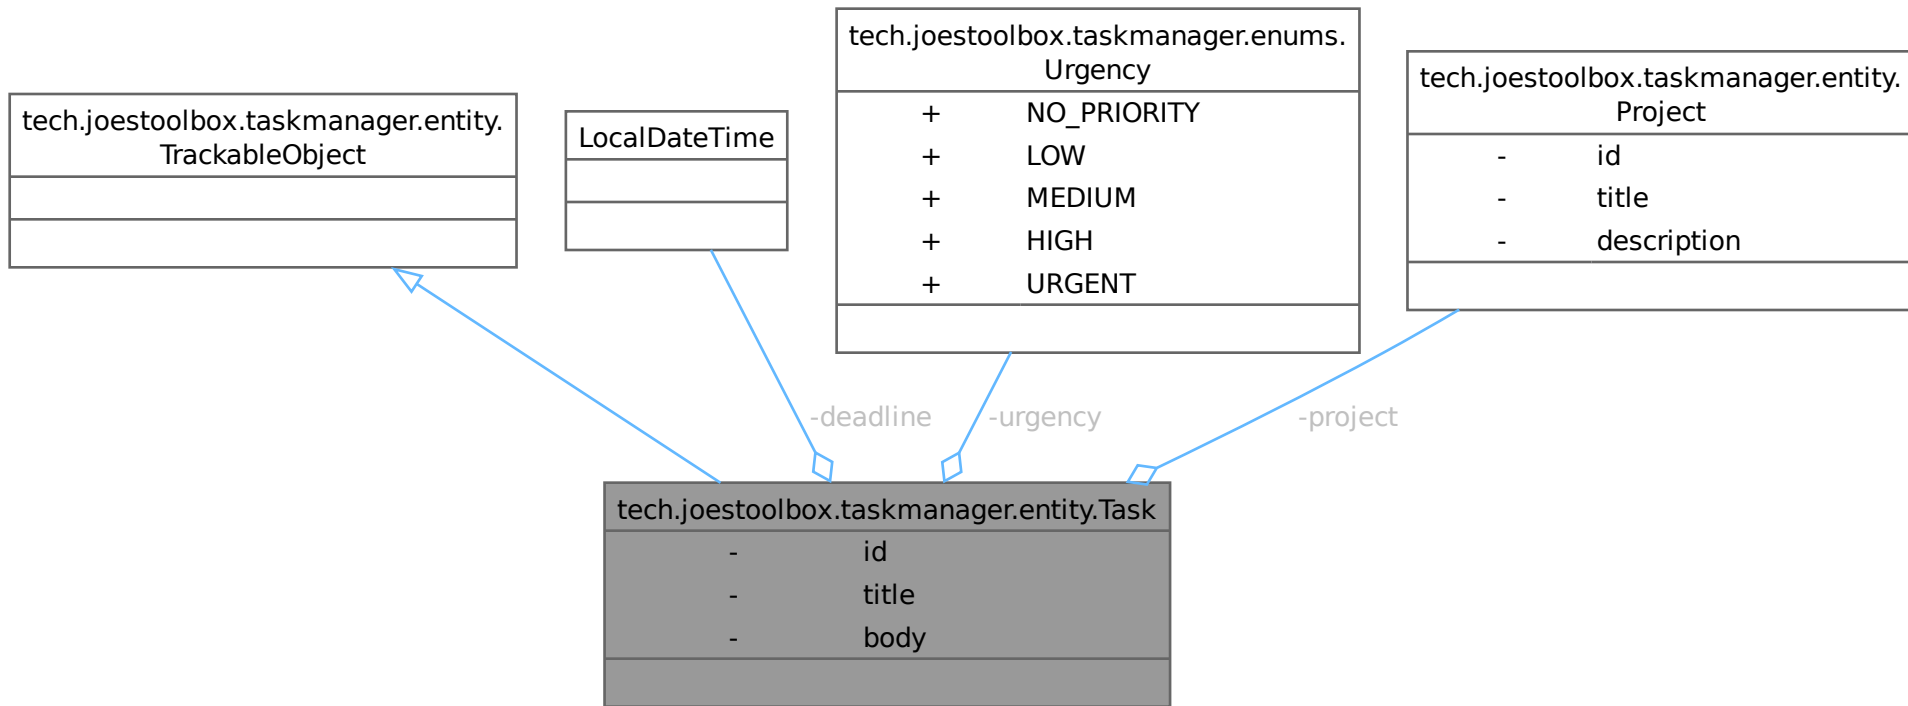 tech.joestoolbox.taskmanager.entity.
TrackableObject
LocalDateTime
tech.joestoolbox.taskmanager.enums.
Urgency
+ NO_PRIORITY
+ LOW
+ MEDIUM
+ HIGH
+ URGENT
tech.joestoolbox.taskmanager.entity.
Project
- id
- title
- description
-deadline
-urgency
-project
tech.joestoolbox.taskmanager.entity.Task
- id
- title
- body